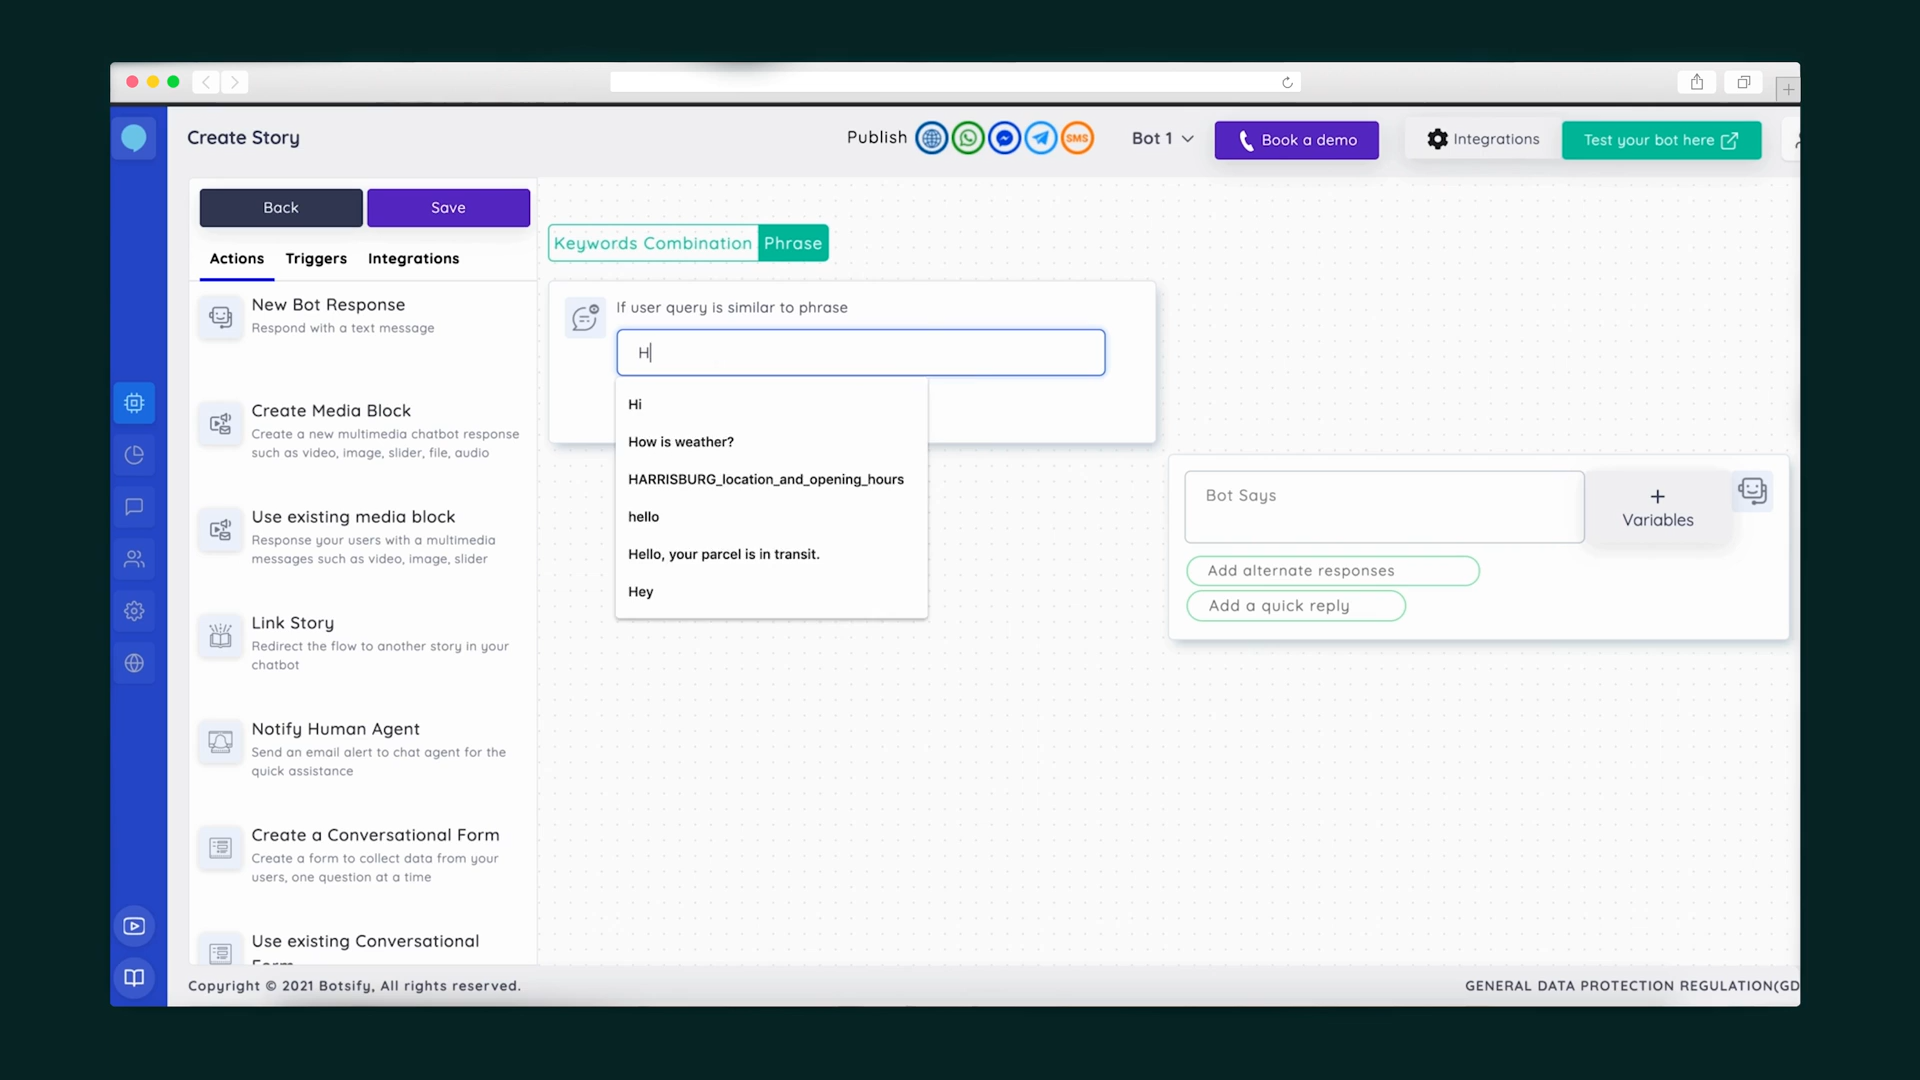 Create Story
Publish
SMS
Bot 1
Book a demo
Integrations
Test your bot here
Back
Save
Actions
Triggers
Integrations
New Bot Response
Respond with a text message
Create Media Block
Create a new multimedia chatbot response
such as video, image, slider, file, audio
Use existing media block
Response your users with a multimedia
messages such as video, image, slider
Link Story
Redirect the flow to another story in your
chatbot
Notify Human Agent
Send an email alert to chat agent for the
quick assistance
Create a Conversational Form
Create a form to collect data from your
users, one question at a time
Use existing Conversational
Form
Keywords Combination
Phrase
If user query is similar to phrase
H
Hi
How is weather?
HARRISBURG_location_and_opening_hours
hello
Hello, your parcel is in transit.
Hey
Bot Says
+
Variables
Add alternate responses
Add a quick reply
Copyright © 2021 Botsify, All rights reserved.
GENERAL DATA PROTECTION REGULATION(GD